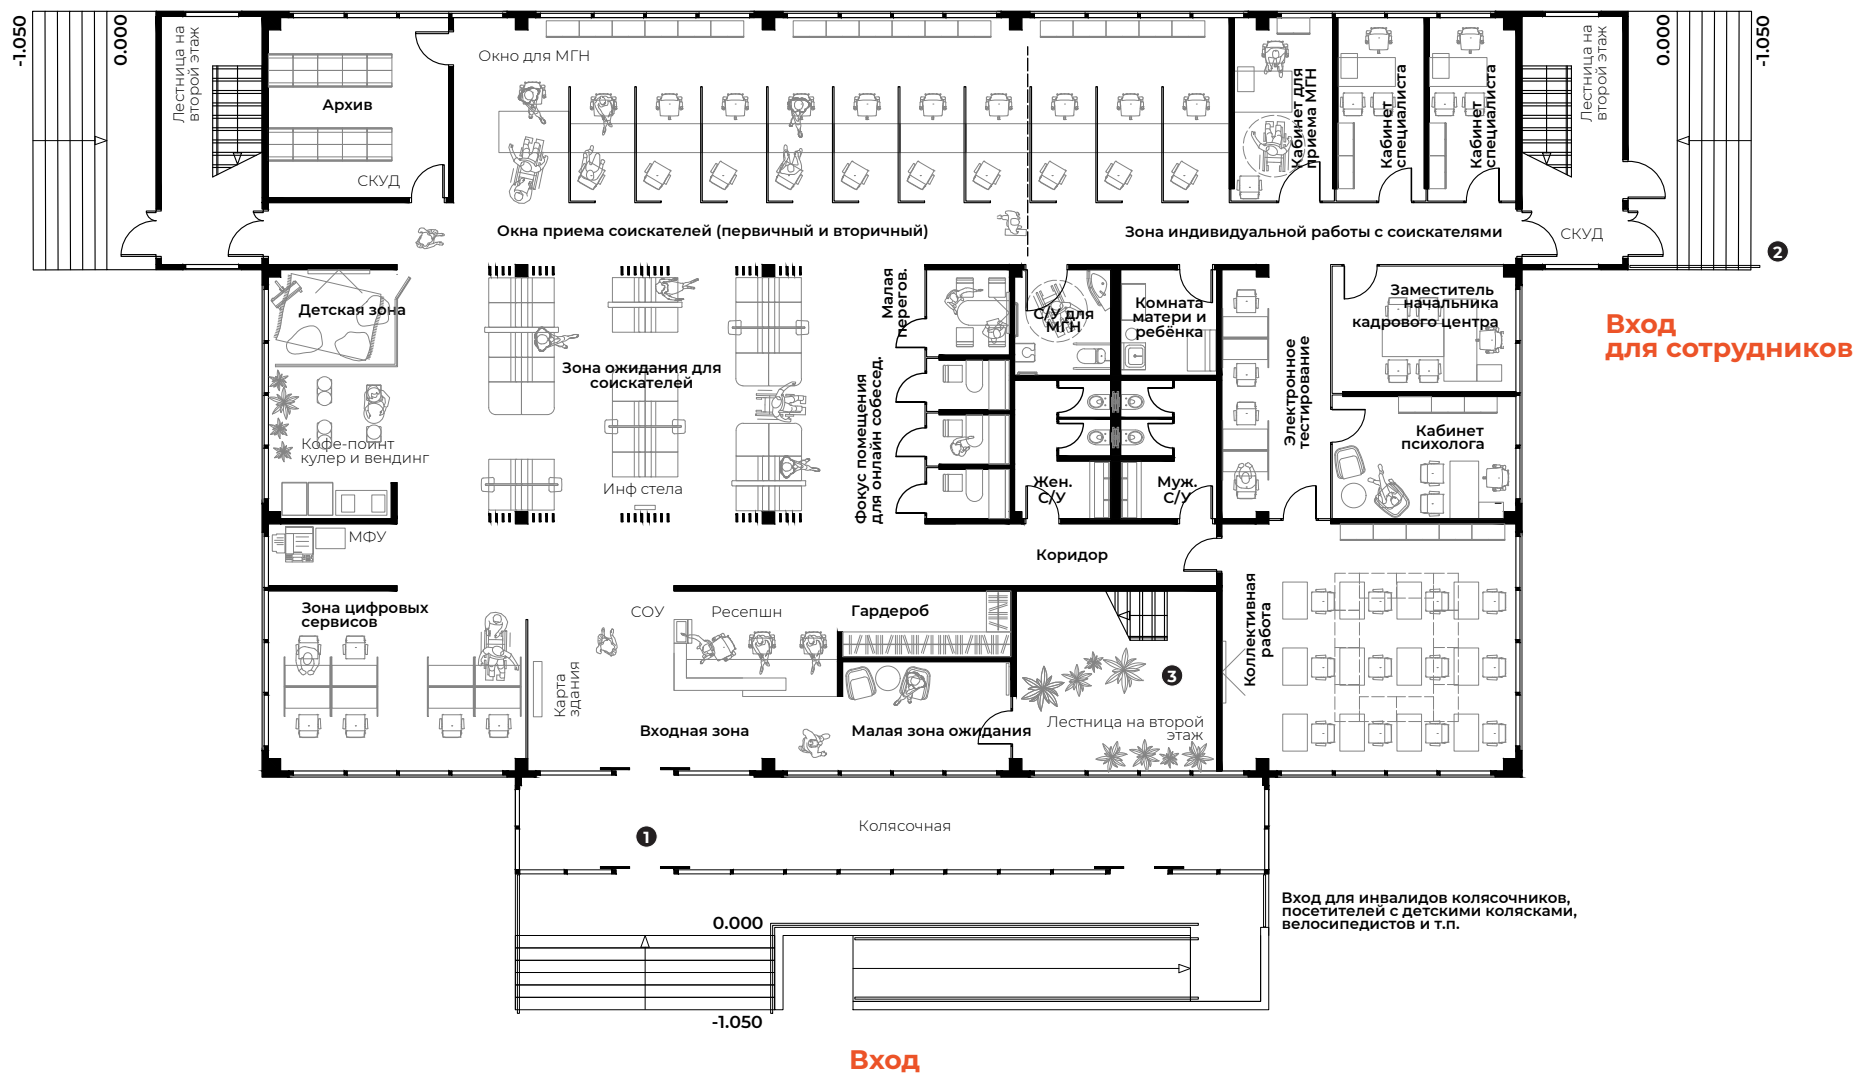 -1.050
0.000
Лестница на
второй этаж
Архив
СКУД
Окно для МГН
Кабинет для
приема МГН
Кабинет
специалиста
Кабинет
специалиста
Лестница на
второй этаж
0.000
-1.050
Окна приема соискателей (первичный и вторичный)
Зона индивидуальной работы с соискателями
СКУД
2
Вход
для сотрудников
Детская зона
Зона ожидания для
соискателей
Малая
перегов.
С/У для
МГН
Комната
матери и
ребёнка
Электронное
тестирование
Заместитель
начальника
кадрового центра
Кабинет
психолога
Кофе-поинт
кулер и вендинг
Инф стела
Фокус помещения
для онлайн собесед.
Жен.
С/У
Муж.
С/У
МФУ
Коридор
Зона цифровых
сервисов
СОУ
Ресепшн
Гардероб
Коллективная
работа
Карта
здания
3
Входная зона
Малая зона ожидания
Лестница на второй
этаж
1
Колясочная
Вход для инвалидов колясочников,
посетителей с детскими колясками,
велосипедистов и т.п.
0.000
-1.050
Вход